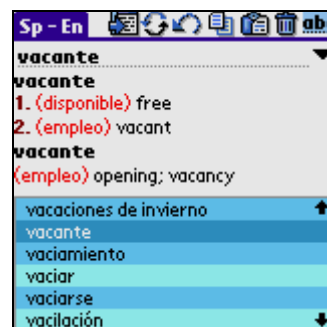 Sp - En ab
vacante
vacante
1. (disponible) free
2. (empleo) vacant
vacante
(empleo) opening; vacancy
vacaciones de invierno
vacante
vaciamiento
vaciar
vaciarse
vacilación